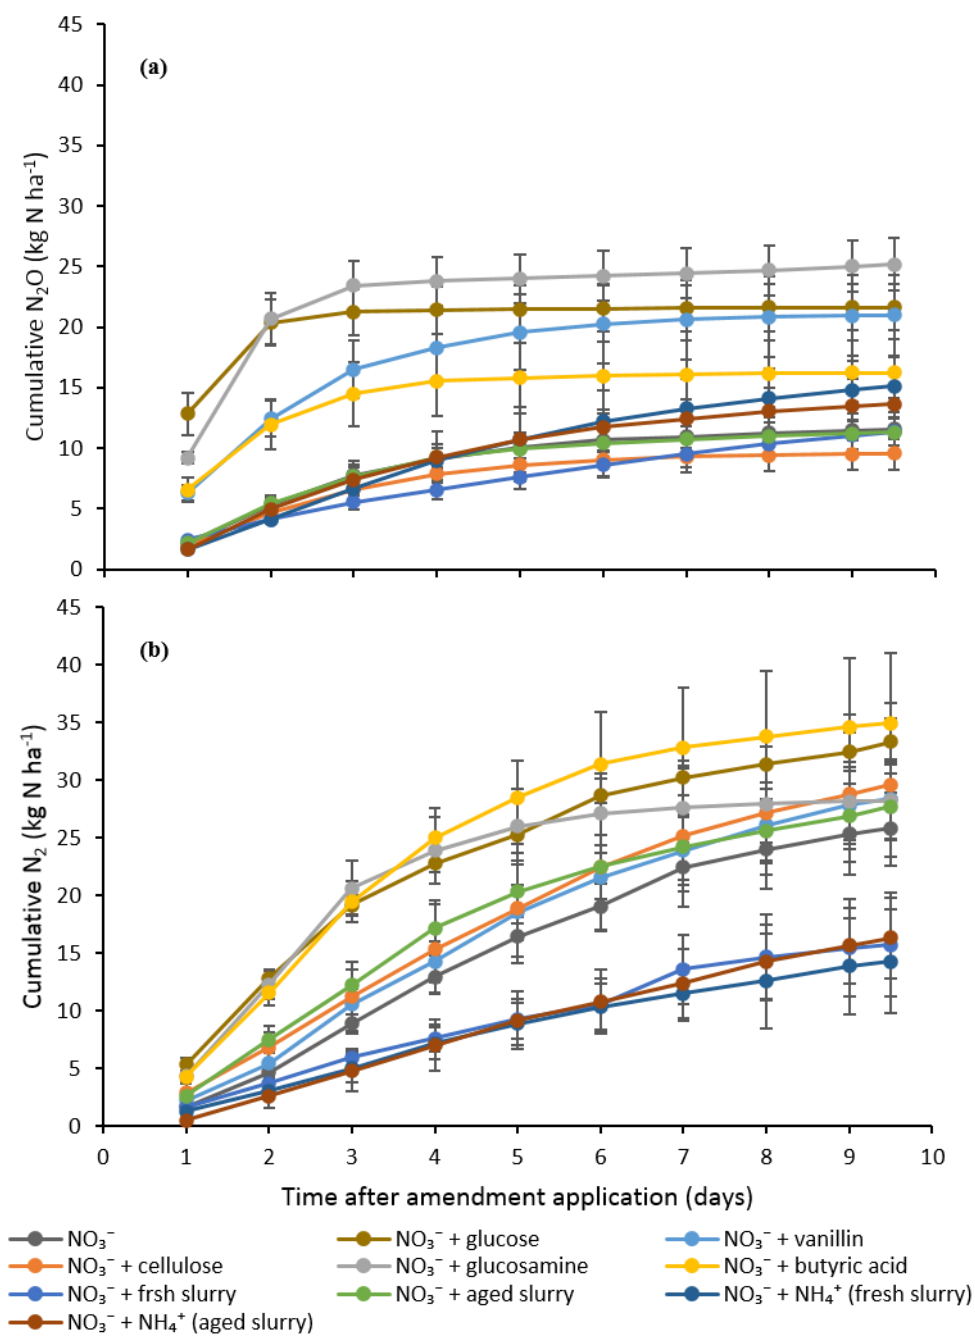 45
(a)
40
35
30
25
20
15
10
5
0
Cumulative N₂O (kg N ha⁻¹)
45
(b)
40
35
30
25
20
15
10
5
0
Cumulative N₂ (kg N ha⁻¹)
0 1 2 3 4 5 6 7 8 9 10
Time after amendment application (days)
NO₃⁻ NO₃⁻ + glucose NO₃⁻ + vanillin
NO₃⁻ + cellulose NO₃⁻ + glucosamine NO₃⁻ + butyric acid
NO₃⁻ + frsh slurry NO₃⁻ + aged slurry NO₃⁻ + NH₄⁺ (fresh slurry)
NO₃⁻ + NH₄⁺ (aged slurry)